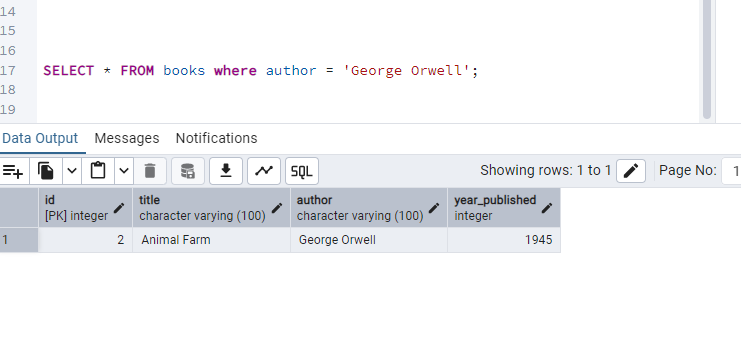 14
15
16
17 SELECT * FROM books where author = 'George Orwell';
18
19
Data Output Messages Notifications
SQL Showing rows: 1 to 1 Page No: 1
id title author year_published
[PK] integer character varying (100) character varying (100) integer
1 2 Animal Farm George Orwell 1945